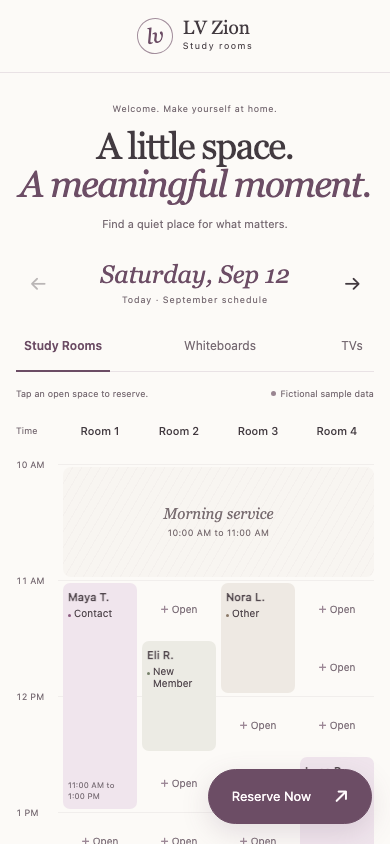 lv
LV Zion
Study rooms
Welcome. Make yourself at home.
A little space.
A meaningful moment.
Find a quiet place for what matters.
←
Saturday, Sep 12
→
Today · September schedule
Study Rooms
Whiteboards
TVs
Tap an open space to reserve.
Fictional sample data
Time
Room 1
Room 2
Room 3
Room 4
10 AM
Morning service
10:00 AM to 11:00 AM
11 AM
Maya T.
• Contact
+ Open
Nora L.
• Other
+ Open
Eli R.
• New
Member
+ Open
12 PM
+ Open
+ Open
11:00 AM to
1:00 PM
+ Open
Reserve Now
1 PM
+ Open
+ Open
+ Open